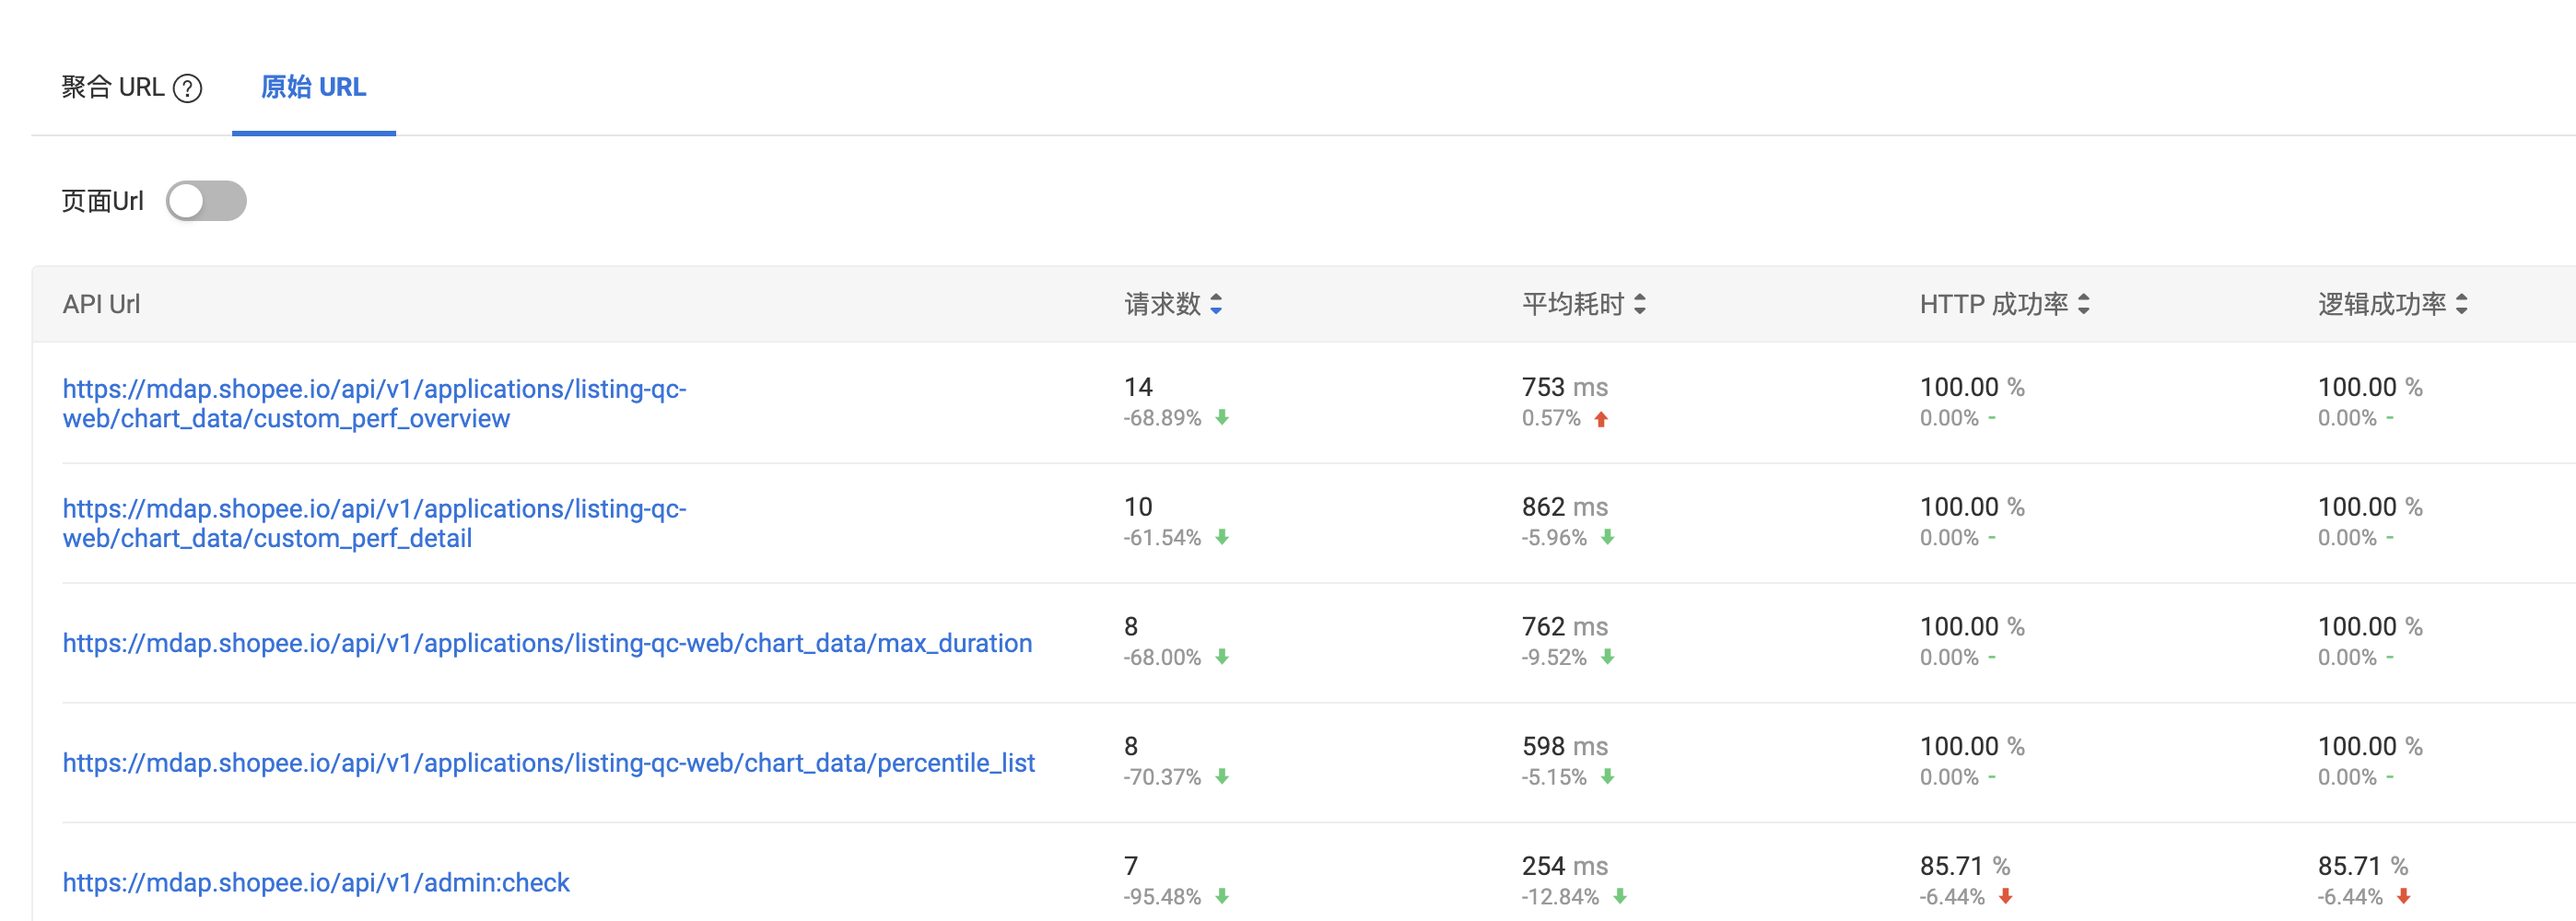 聚合 URL ? 原始 URL
页面Url
API Url 请求数 平均耗时 HTTP 成功率 逻辑成功率
https://mdap.shopee.io/api/v1/applications/listing-qc-
web/chart_data/custom_perf_overview
14 753 ms 100.00 % 100.00 %
-68.89% 0.57% 0.00% - 0.00% -
https://mdap.shopee.io/api/v1/applications/listing-qc-
web/chart_data/custom_perf_detail
10 862 ms 100.00 % 100.00 %
-61.54% -5.96% 0.00% - 0.00% -
https://mdap.shopee.io/api/v1/applications/listing-qc-web/chart_data/max_duration
8 762 ms 100.00 % 100.00 %
-68.00% -9.52% 0.00% - 0.00% -
https://mdap.shopee.io/api/v1/applications/listing-qc-web/chart_data/percentile_list
8 598 ms 100.00 % 100.00 %
-70.37% -5.15% 0.00% - 0.00% -
https://mdap.shopee.io/api/v1/admin:check
7 254 ms 85.71 % 85.71 %
-95.48% -12.84% -6.44% -6.44%